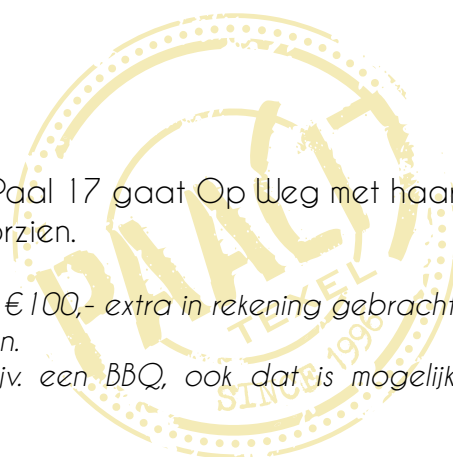 Paal 17 gaat Op Weg met haar
rzien.
€100,- extra in rekening gebracht
n.
jv. een BBQ, ook dat is mogelijk
PAAL 17
TEXEL
SINCE 1996